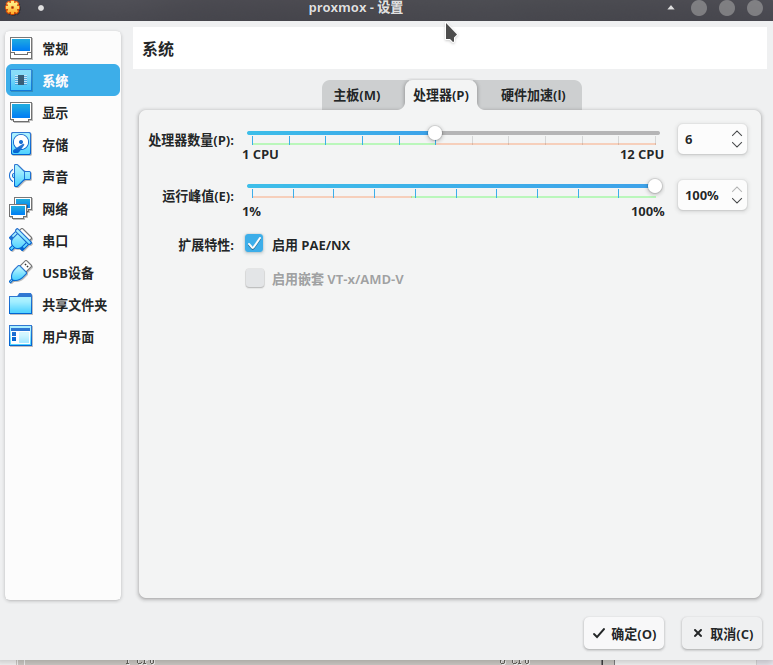 proxmox - 设置
常规
系统
显示
存储
声音
网络
串口
USB设备
共享文件夹
用户界面
系统
主板(M) 处理器(P) 硬件加速(l)
处理器数量(P): 6
1 CPU 12 CPU
运行峰值(E): 100%
1% 100%
扩展特性: 启用 PAE/NX
启用嵌套 VT-x/AMD-V
确定(O) 取消(C)